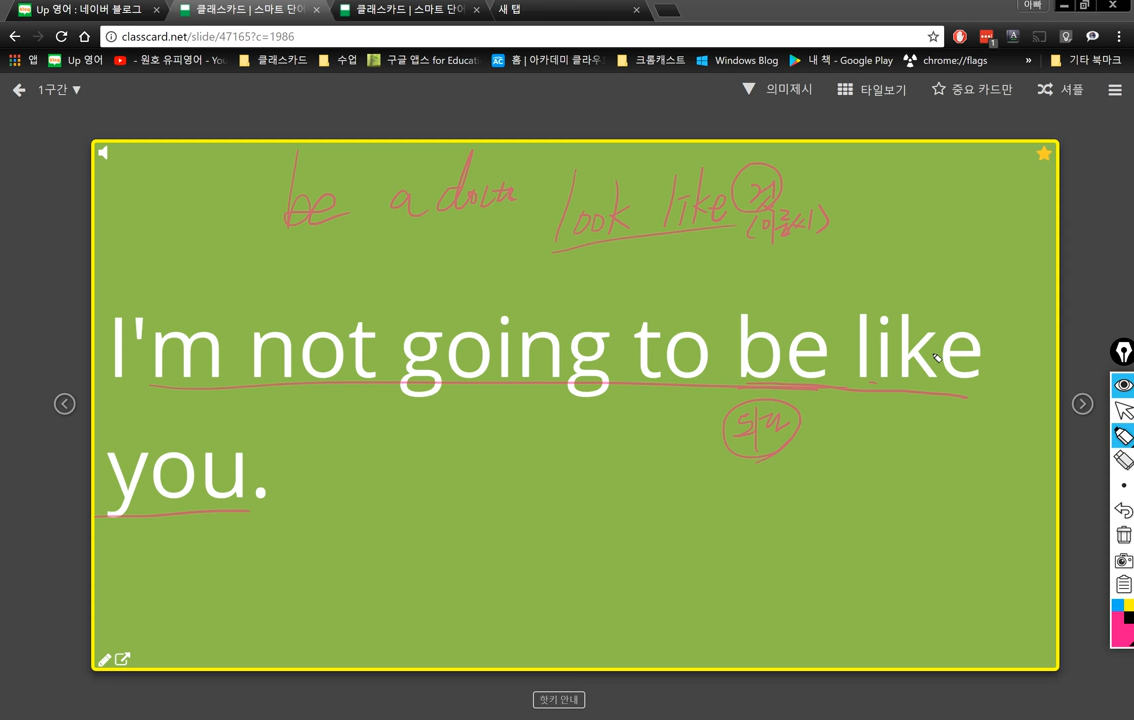 Up 영어 : 네이버 블로그
클래스카드 | 스마트 단어
클래스카드 | 스마트 단어
새 탭
아빠
classcard.net/slide/47165?c=1986
앱
Up 영어
- 원호 유피영어 - You
클래스카드
수업
구글 앱스 for Educati
홈 | 아카데미 클라우
크롬캐스트
Windows Blog
내 책 - Google Play
chrome://flags
»
기타 북마크
1구간 ▼
의미제시
타일보기
중요 카드만
셔플
be a look like
(이름씨)
I'm not going to be like
되다
you.
핫키 안내